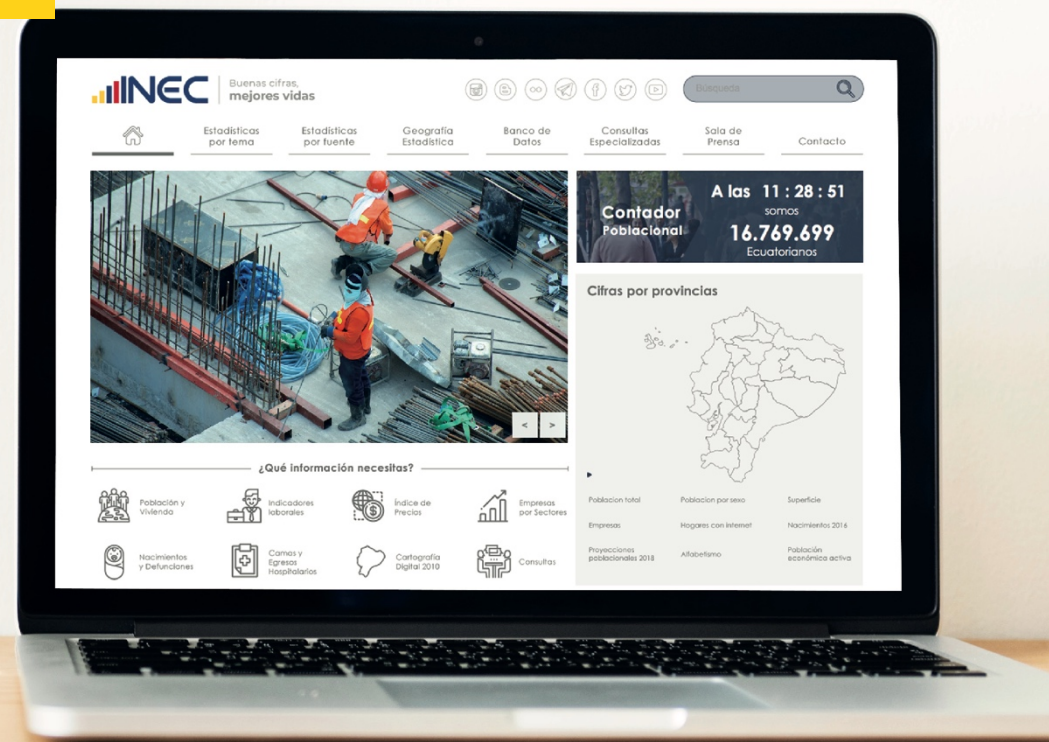 INEC
Buenas cifras,
mejores vidas
Búsqueda
Estadísticas
por tema
Estadísticas
por fuente
Geografía
Estadística
Banco de
Datos
Consultas
Especializadas
Sala de
Prensa
Contacto
Contador
Poblacional
A las 11 : 28 : 51
somos
16.769.699
Ecuatorianos
Cifras por provincias
< >
¿Qué información necesitas?
Población y
Vivienda
Indicadores
laborales
Índice de
Precios
Empresas
por Sectores
Nacimientos
y Defunciones
Camas y
Egresos
Hospitalarios
Cartografía
Digital 2010
Consultas
Poblacion total
Poblacion por sexo
Superficie
Empresas
Hogares con internet
Nacimientos 2016
Proyecciones
poblacionales 2018
Alfabetismo
Población
económica activa